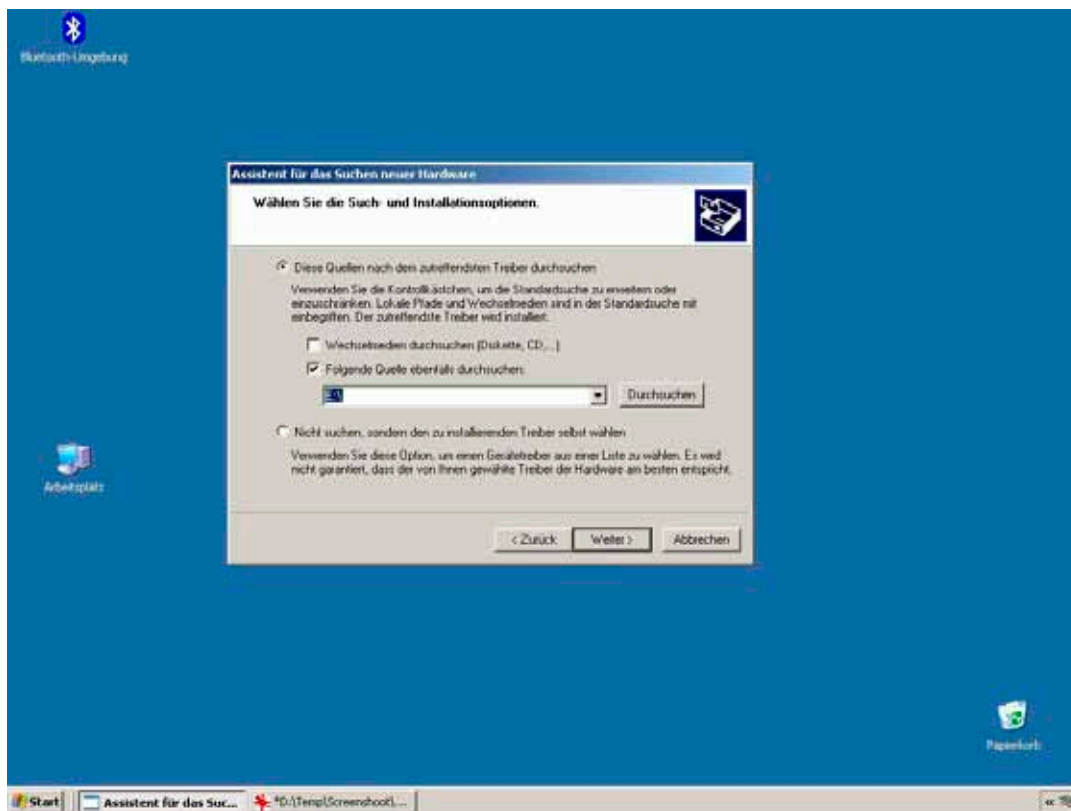 Bluetooth-Umgebung
Assistent für das Suchen neuer Hardware
Wählen Sie die Such- und Installationsoptionen.
Diese Quellen nach dem zutreffendsten Treiber durchsuchen
Verwenden Sie die Kontrollkästchen, um die Standardsuche zu erweitern oder
einzuschränken. Lokale Pfade und Wechselmedien sind in der Standardsuche mit
einbegriffen. Der zutreffendste Treiber wird installiert.
Wechselmedien durchsuchen (Diskette, CD,...)
Folgende Quelle ebenfalls durchsuchen:
Durchsuchen
Nicht suchen, sondern den zu installierenden Treiber selbst wählen
Verwenden Sie diese Option, um einen Gerätetreiber aus einer Liste zu wählen. Es wird
nicht garantiert, dass der von Ihnen gewählte Treiber der Hardware am besten entspricht.
Arbeitsplatz
< Zurück
Weiter >
Abbrechen
Papierkorb
Start
Assistent für das Suc...
*D:\Temp\Screenshoot\...